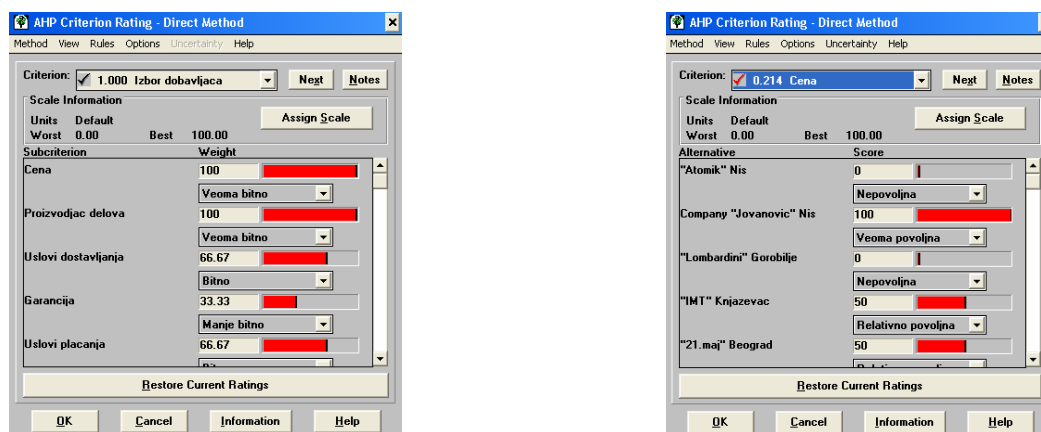 AHP Criterion Rating - Direct Method
Method View Rules Options Uncertainty Help
Criterion: 1.000 Izbor dobavljaca Next Notes
Scale Information
Units Default Assign Scale
Worst 0.00 Best 100.00
Subcriterion Weight
Cena 100
Veoma bitno
Proizvodjac delova 100
Veoma bitno
Uslovi dostavljanja 66.67
Bitno
Garancija 33.33
Manje bitno
Uslovi placanja 66.67
Restore Current Ratings
OK Cancel Information Help
AHP Criterion Rating - Direct Method
Method View Rules Options Uncertainty Help
Criterion: 0.214 Cena Next Notes
Scale Information
Units Default Assign Scale
Worst 0.00 Best 100.00
Alternative Score
"Atomik" Nis 0
Nepovoljna
Company "Jovanovic" Nis 100
Veoma povoljna
"Lombardini" Gorobilje 0
Nepovoljna
"IMT" Knjazevac 50
Relativno povoljna
"21.maj" Beograd 50
Restore Current Ratings
OK Cancel Information Help